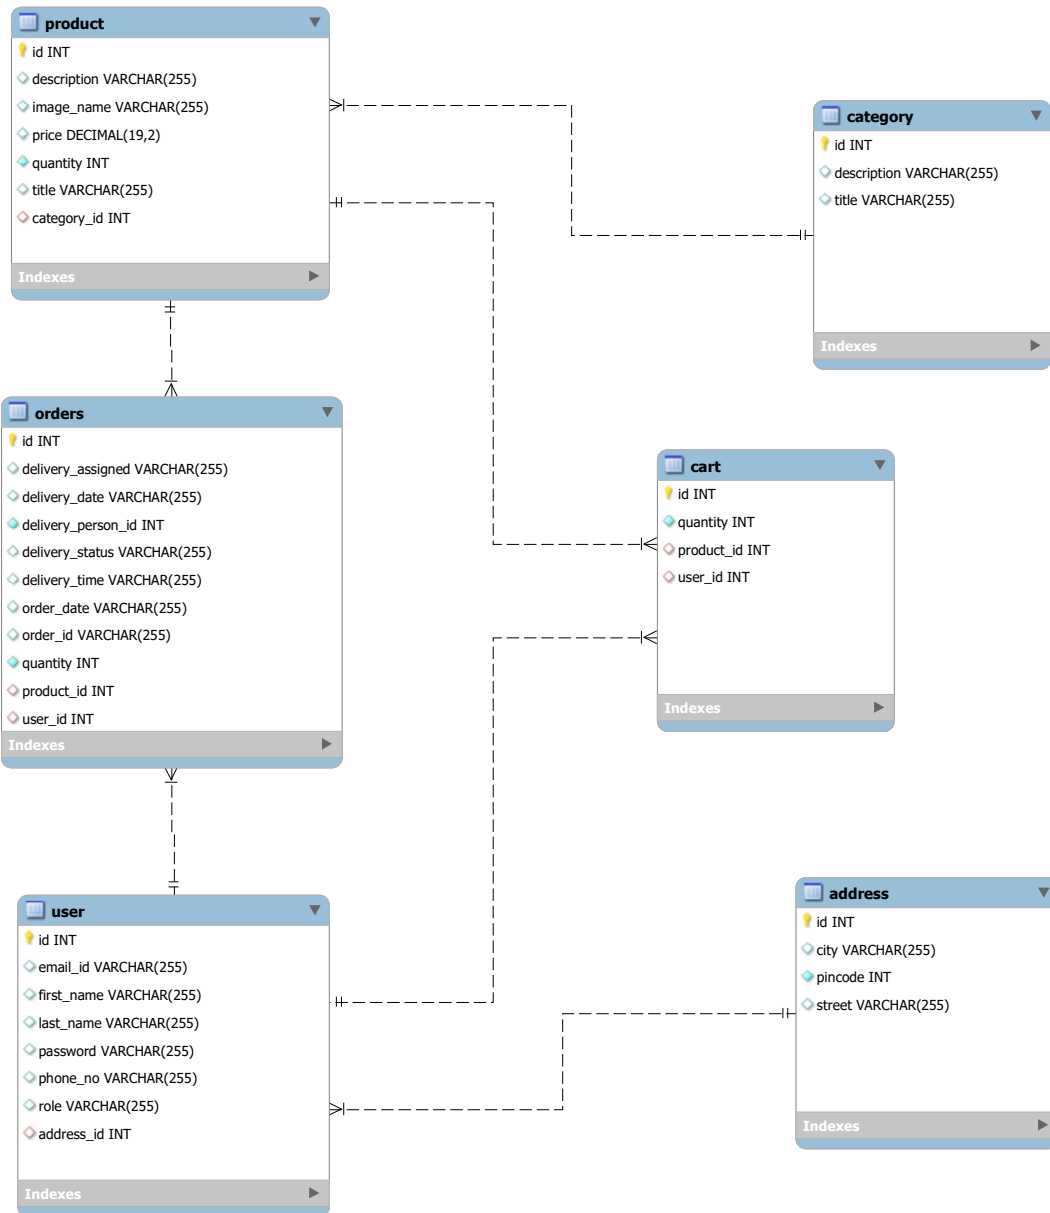 product
id INT
description VARCHAR(255)
image_name VARCHAR(255)
price DECIMAL(19,2)
quantity INT
title VARCHAR(255)
category_id INT
Indexes
category
id INT
description VARCHAR(255)
title VARCHAR(255)
Indexes
orders
id INT
delivery_assigned VARCHAR(255)
delivery_date VARCHAR(255)
delivery_person_id INT
delivery_status VARCHAR(255)
delivery_time VARCHAR(255)
order_date VARCHAR(255)
order_id VARCHAR(255)
quantity INT
product_id INT
user_id INT
Indexes
cart
id INT
quantity INT
product_id INT
user_id INT
Indexes
user
id INT
email_id VARCHAR(255)
first_name VARCHAR(255)
last_name VARCHAR(255)
password VARCHAR(255)
phone_no VARCHAR(255)
role VARCHAR(255)
address_id INT
Indexes
address
id INT
city VARCHAR(255)
pincode INT
street VARCHAR(255)
Indexes